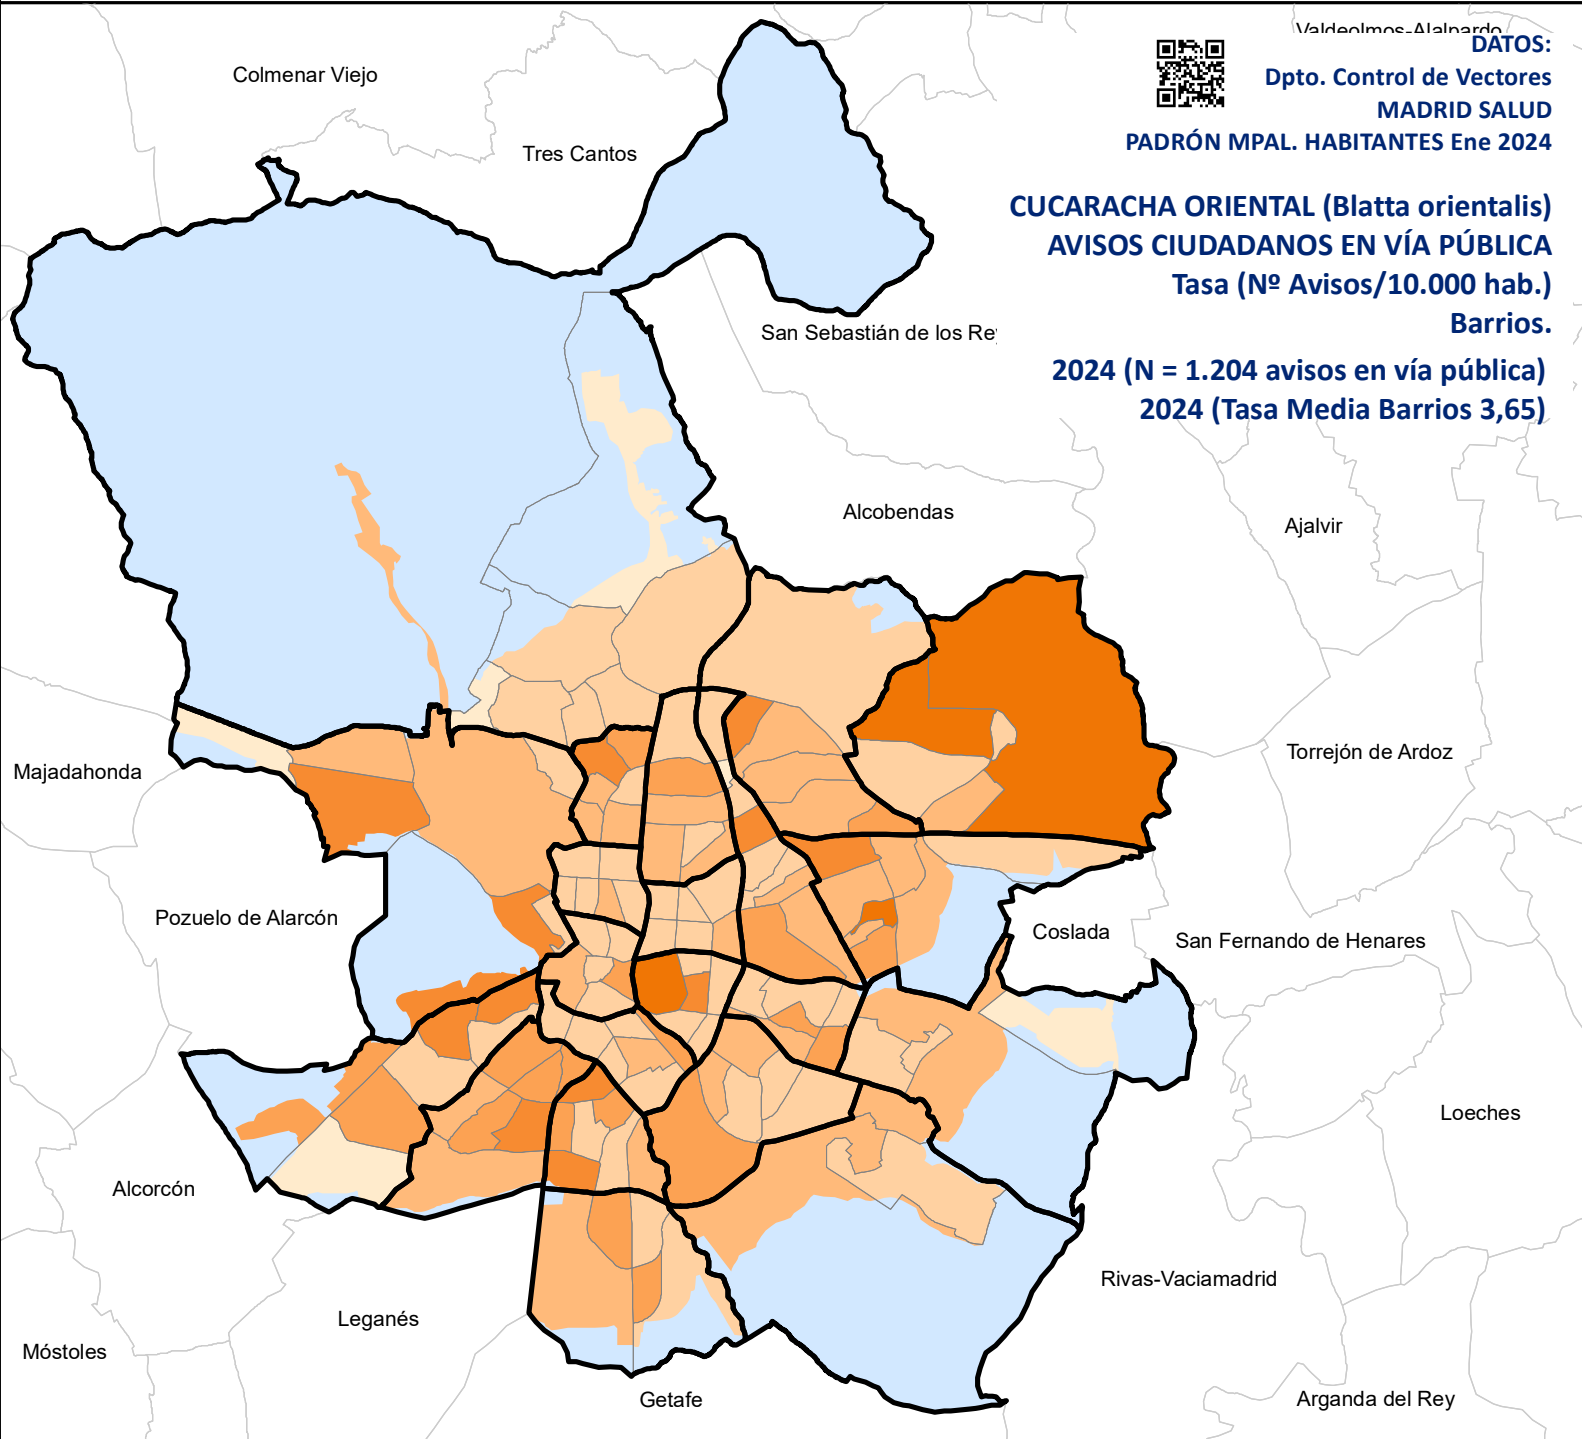 Valdeolmos-Alalpardo
DATOS:
Dpto. Control de Vectores
MADRID SALUD
PADRÓN MPAL. HABITANTES Ene 2024
CUCARACHA ORIENTAL (Blatta orientalis)
AVISOS CIUDADANOS EN VÍA PÚBLICA
Tasa (Nº Avisos/10.000 hab.)
Barrios.
2024 (N = 1.204 avisos en vía pública)
2024 (Tasa Media Barrios 3,65)
Colmenar Viejo
Tres Cantos
San Sebastián de los Rey
Alcobendas
Ajalvir
Torrejón de Ardoz
Majadahonda
Pozuelo de Alarcón
Coslada
San Fernando de Henares
Loeches
Alcorcón
Rivas-Vaciamadrid
Leganés
Móstoles
Getafe
Arganda del Rey